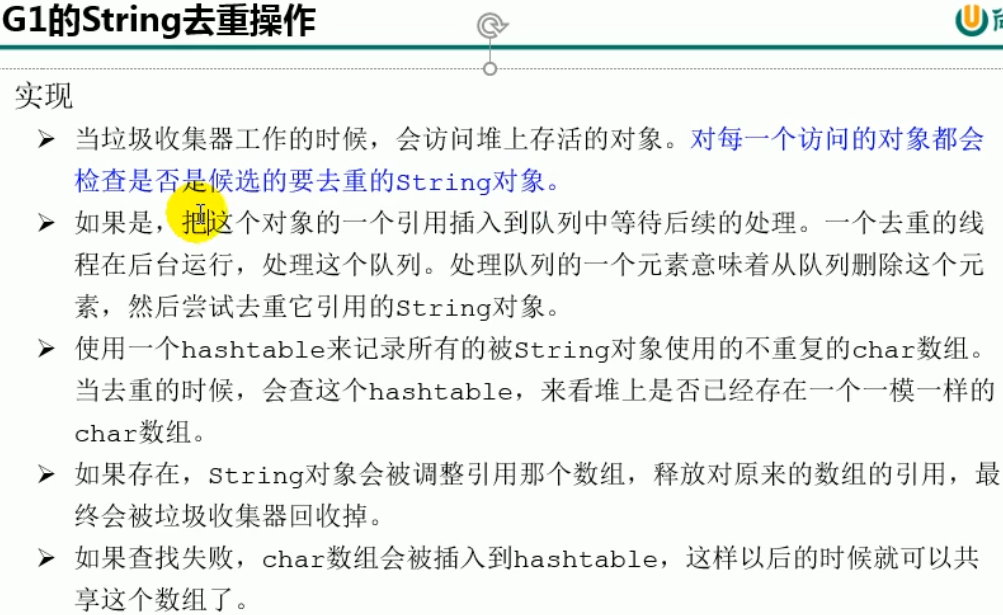 G1的String去重操作
实现
➢ 当垃圾收集器工作的时候，会访问堆上存活的对象。对每一个访问的对象都会
检查是否是候选的要去重的String对象。
➢ 如果是，把这个对象的一个引用插入到队列中等待后续的处理。一个去重的线
程在后台运行，处理这个队列。处理队列的一个元素意味着从队列删除这个元
素，然后尝试去重它引用的String对象。
➢ 使用一个hashtable来记录所有的被String对象使用的不重复的char数组。
当去重的时候，会查这个hashtable，来看堆上是否已经存在一个一模一样的
char数组。
➢ 如果存在，String对象会被调整引用那个数组，释放对原来的数组的引用，最
终会被垃圾收集器回收掉。
➢ 如果查找失败，char数组会被插入到hashtable，这样以后的时候就可以共
享这个数组了。